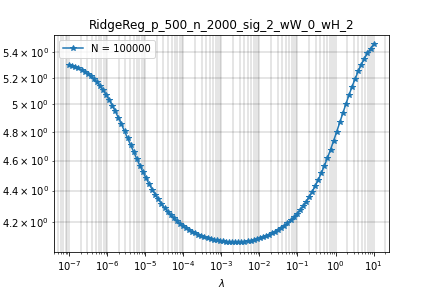 RidgeReg_p_500_n_2000_sig_2_wW_0_wH_2
N = 100000
5.4 × 10⁰
5.2 × 10⁰
5 × 10⁰
4.8 × 10⁰
4.6 × 10⁰
4.4 × 10⁰
4.2 × 10⁰
10⁻⁷ 10⁻⁶ 10⁻⁵ 10⁻⁴ 10⁻³ 10⁻² 10⁻¹ 10⁰ 10¹
λ